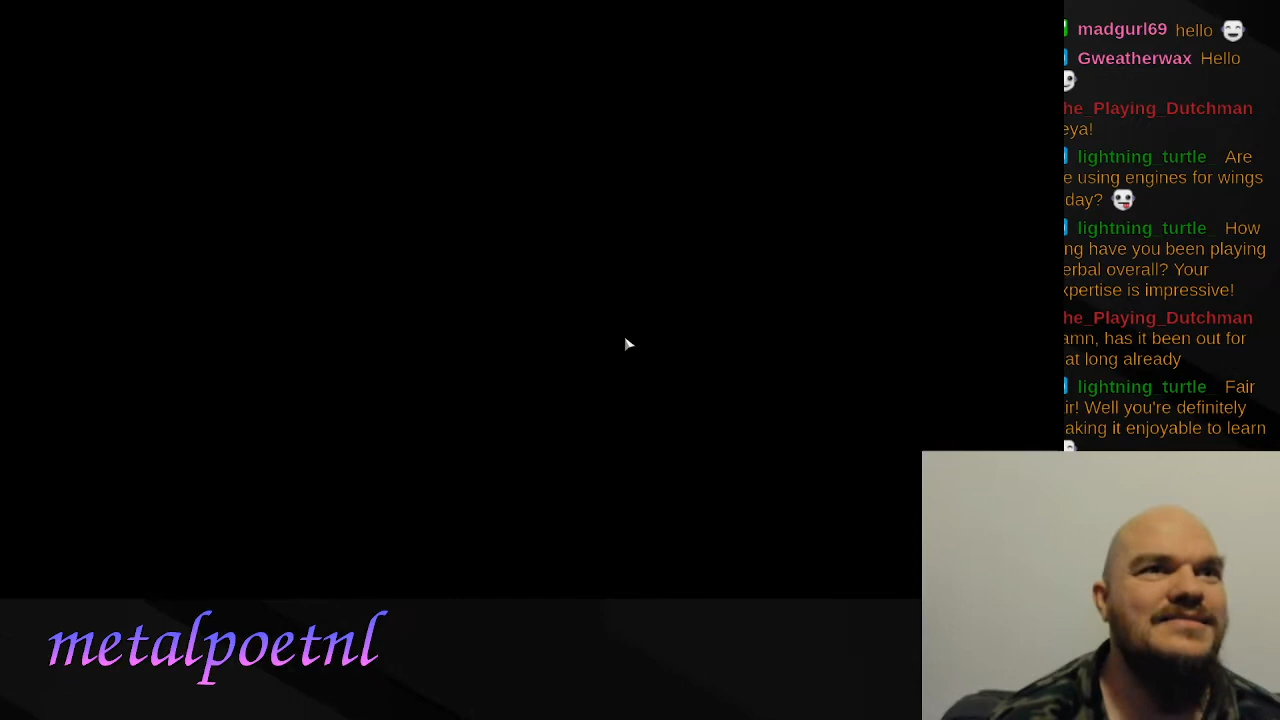 madgurl69 hello
Gweatherwax Hello
he_Playing_Dutchman
eya!
lightning_turtle_ Are
e using engines for wings
day?
lightning_turtle_ How
ng have you been playing
erbal overall? Your
xpertise is impressive!
he_Playing_Dutchman
amn, has it been out for
at long already
lightning_turtle_ Fair
ir! Well you're definitely
aking it enjoyable to learn
metalpoetnl